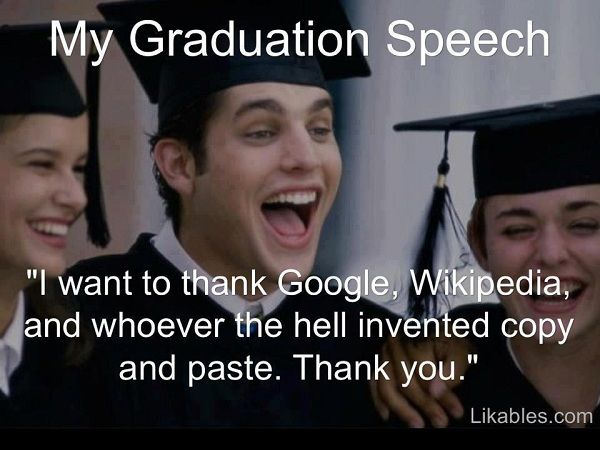 My Graduation Speech
"I want to thank Google, Wikipedia,
and whoever the hell invented copy
and paste. Thank you."
Likables.com